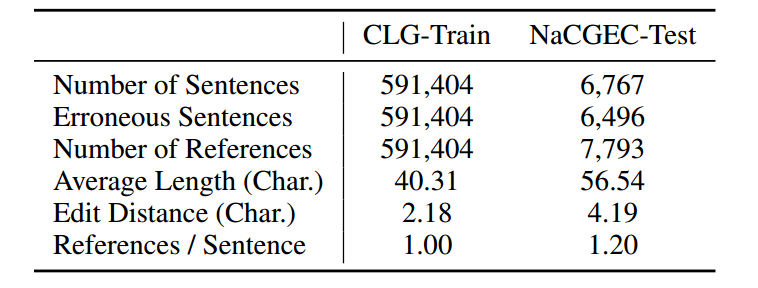 CLG-Train NaCGEC-Test
Number of Sentences 591,404 6,767
Erroneous Sentences 591,404 6,496
Number of References 591,404 7,793
Average Length (Char.) 40.31 56.54
Edit Distance (Char.) 2.18 4.19
References / Sentence 1.00 1.20